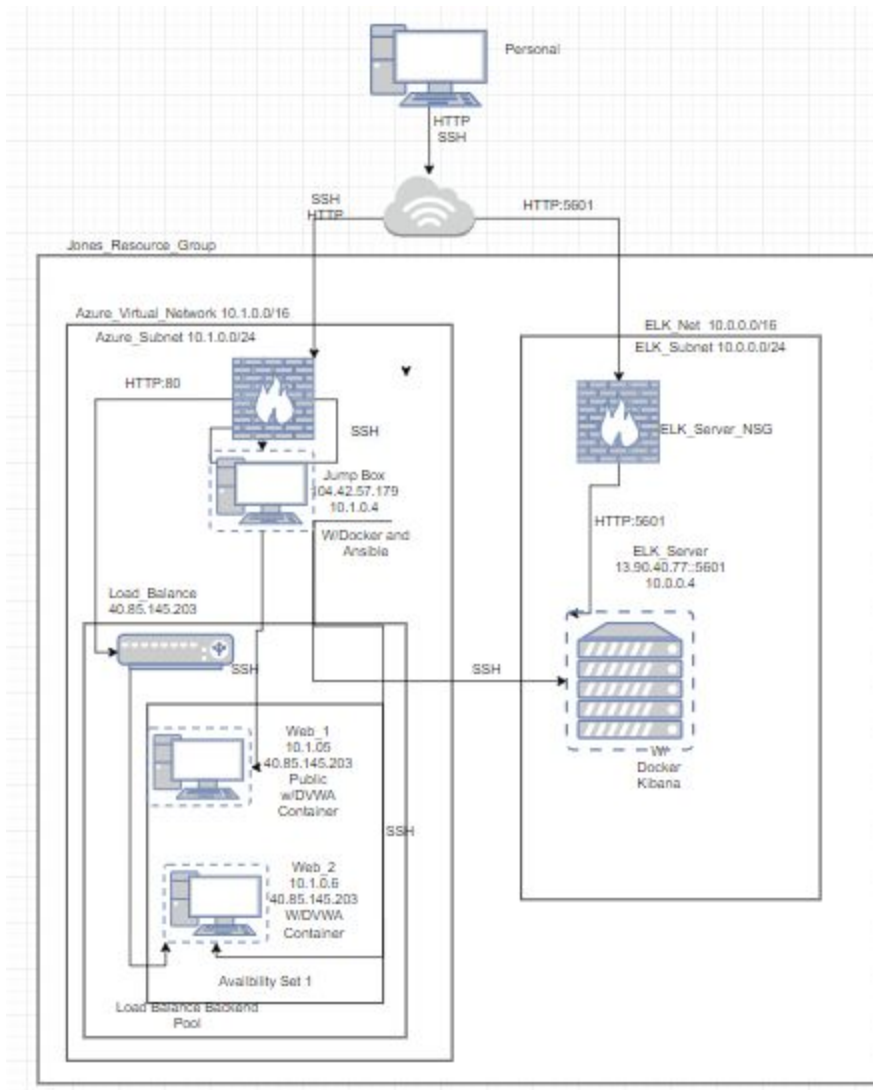 Personal
HTTP
SSH
SSH
HTTP
HTTP:5601
Jones_Resource_Group
Azure_Virtual_Network 10.1.0.0/16
Azure_Subnet 10.1.0.0/24
ELK_Net 10.0.0.0/16
ELK_Subnet 10.0.0.0/24
HTTP:80
SSH
ELK_Server_NSG
Jump Box
104.42.57.179
10.1.0.4
W/Docker and
Ansible
HTTP:5601
ELK_Server
13.90.40.77::5601
10.0.0.4
Load_Balance
40.85.145.203
SSH
SSH
Web_1
10.1.05
40.85.145.203
Public
w/DVWA
Container
W/
Docker
Kibana
SSH
Web_2
10.1.0.6
40.85.145.203
W/DVWA
Container
Availbility Set 1
Load Balance Backend
Pool